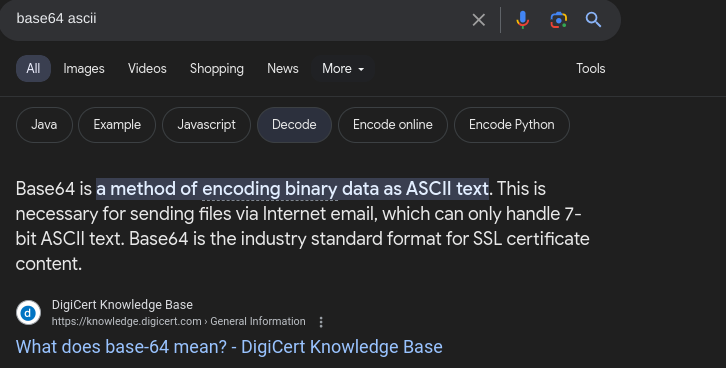 base64 ascii
All Images Videos Shopping News More Tools
Java Example Javascript Decode Encode online Encode Python
Base64 is a method of encoding binary data as ASCII text. This is
necessary for sending files via Internet email, which can only handle 7-
bit ASCII text. Base64 is the industry standard format for SSL certificate
content.
d
DigiCert Knowledge Base
https://knowledge.digicert.com › General Information
What does base-64 mean? - DigiCert Knowledge Base